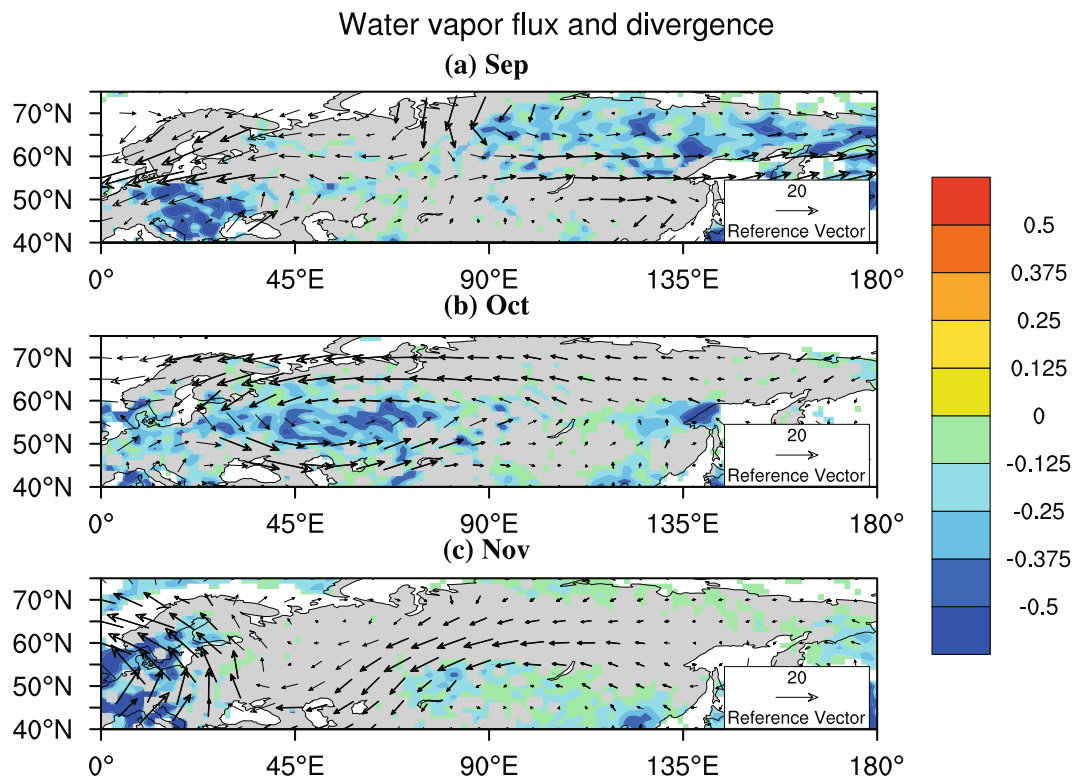 Water vapor flux and divergence
(a) Sep
70°N
60°N
50°N
40°N
20
Reference Vector
0°
45°E
90°E
135°E
180°
(b) Oct
70°N
60°N
50°N
40°N
20
Reference Vector
0°
45°E
90°E
135°E
180°
(c) Nov
70°N
60°N
50°N
40°N
20
Reference Vector
0°
45°E
90°E
135°E
180°
0.5
0.375
0.25
0.125
0
-0.125
-0.25
-0.375
-0.5